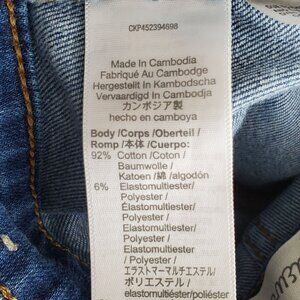 CKP452394698
Made In Cambodia
Fabriqué Au Cambodge
Hergestellt In Kambodscha
Vervaardigd In Cambodja
カンボジア製
hecho en camboya
Body /Corps /Oberteil /
Romp /本体 /Cuerpo:
92% Cotton /Coton /
Baumwolle /
Katoen /綿 /algodón
6% Elastomultiester/
Polyester /
Élastomultiester/
Polyester /
Elastomultiester/
Polyester /
Elastomultiester/
Polyester /
エラストマーマルチエステル/
ポリエステル /
elastomultiéster/poliéster